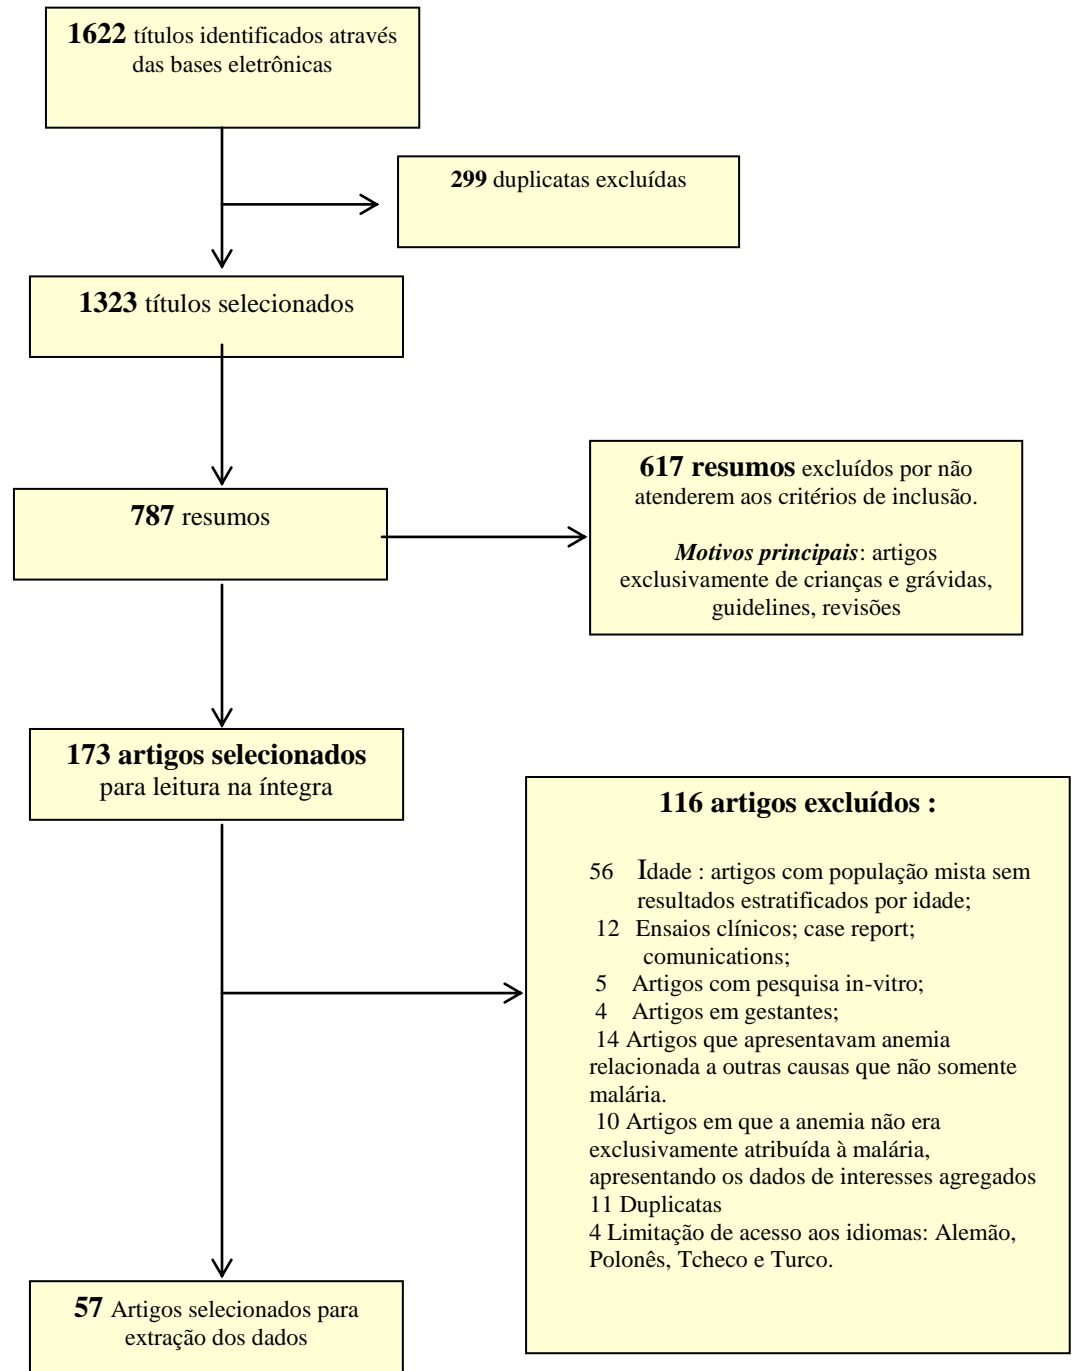 1622 títulos identificados através
das bases eletrônicas
299 duplicatas excluídas
1323 títulos selecionados
617 resumos excluídos por não
atenderem aos critérios de inclusão.
Motivos principais: artigos
exclusivamente de crianças e grávidas,
guidelines, revisões
787 resumos
173 artigos selecionados
para leitura na íntegra
116 artigos excluídos :
56 Idade : artigos com população mista sem
resultados estratificados por idade;
12 Ensaios clínicos; case report;
comunications;
5 Artigos com pesquisa in-vitro;
4 Artigos em gestantes;
14 Artigos que apresentavam anemia
relacionada a outras causas que não somente
malária.
10 Artigos em que a anemia não era
exclusivamente atribuída à malária,
apresentando os dados de interesses agregados
11 Duplicatas
4 Limitação de acesso aos idiomas: Alemão,
Polonês, Tcheco e Turco.
57 Artigos selecionados para
extração dos dados